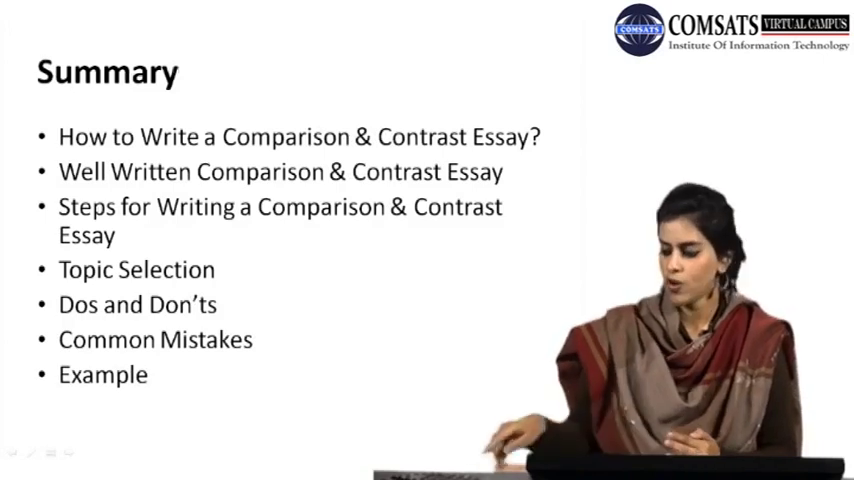 COMSATS
COMSATS VIRTUAL CAMPUS
Institute Of Information Technology
Summary
• How to Write a Comparison & Contrast Essay?
• Well Written Comparison & Contrast Essay
• Steps for Writing a Comparison & Contrast
Essay
• Topic Selection
• Dos and Don'ts
• Common Mistakes
• Example